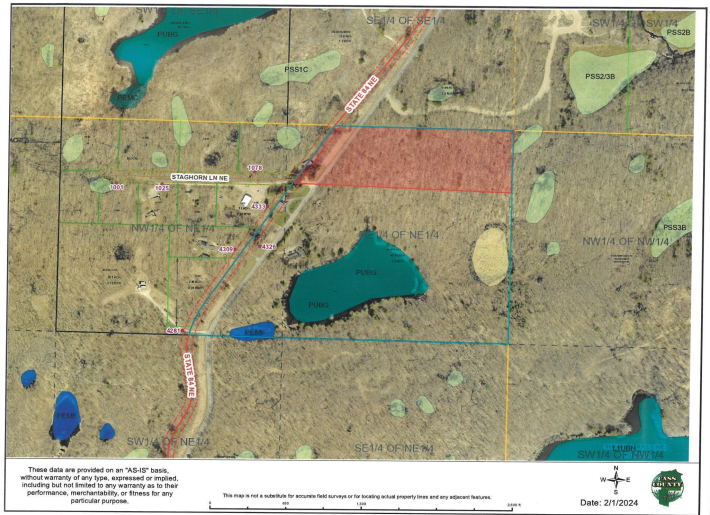 SE1/4 OF SE1/4
SW1/4 OF SW1/4
PSS2B
PUBG
PSS1C
PSS2/3B
STATE 84 NE
1078
STAGHORN LN NE
1001
1025
4333
PSS3B
NW1/4 OF NE1/4
1/4 OF NE1/4
NW1/4 OF NW1/4
4309
4326
PUBG
PUBG
4281
STATE 84 NE
SW1/4 OF NE1/4
SE1/4 OF NE1/4
L1UBH
SW1/4 OF NW1/4
These data are provided on an "AS-IS" basis,
without warranty of any type, expressed or implied,
including but not limited to any warranty as to their
performance, merchantability, or fitness for any
particular purpose.
This map is not a substitute for accurate field surveys or for locating actual property lines and any adjacent features.
N
W E
S
CASS COUNTY
Date: 2/1/2024